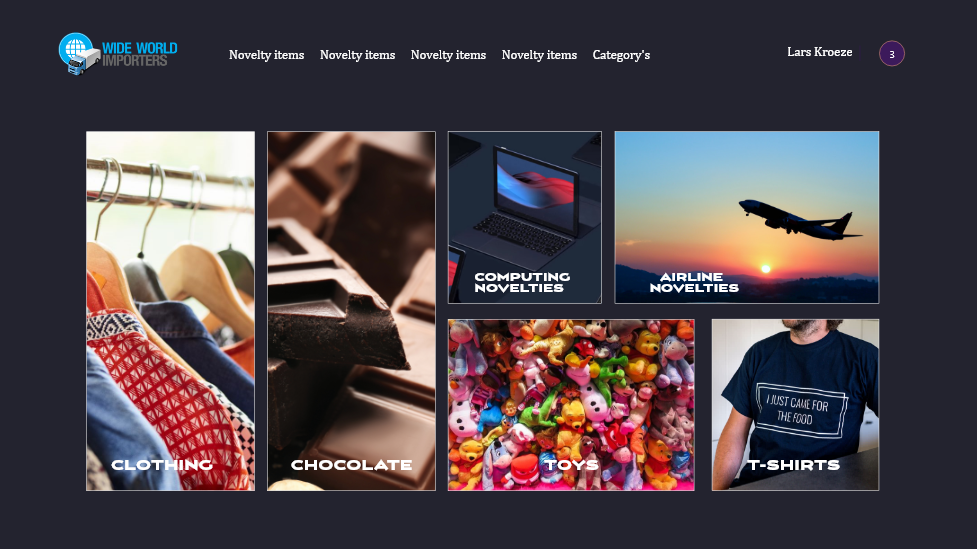 WIDE WORLD
IMPORTERS
Novelty items Novelty items Novelty items Novelty items Category's
Lars Kroeze
3
COMPUTING
NOVELTIES
AIRLINE
NOVELTIES
I JUST CAME FOR
THE FOOD
CLOTHING
CHOCOLATE
TOYS
T-SHIRTS